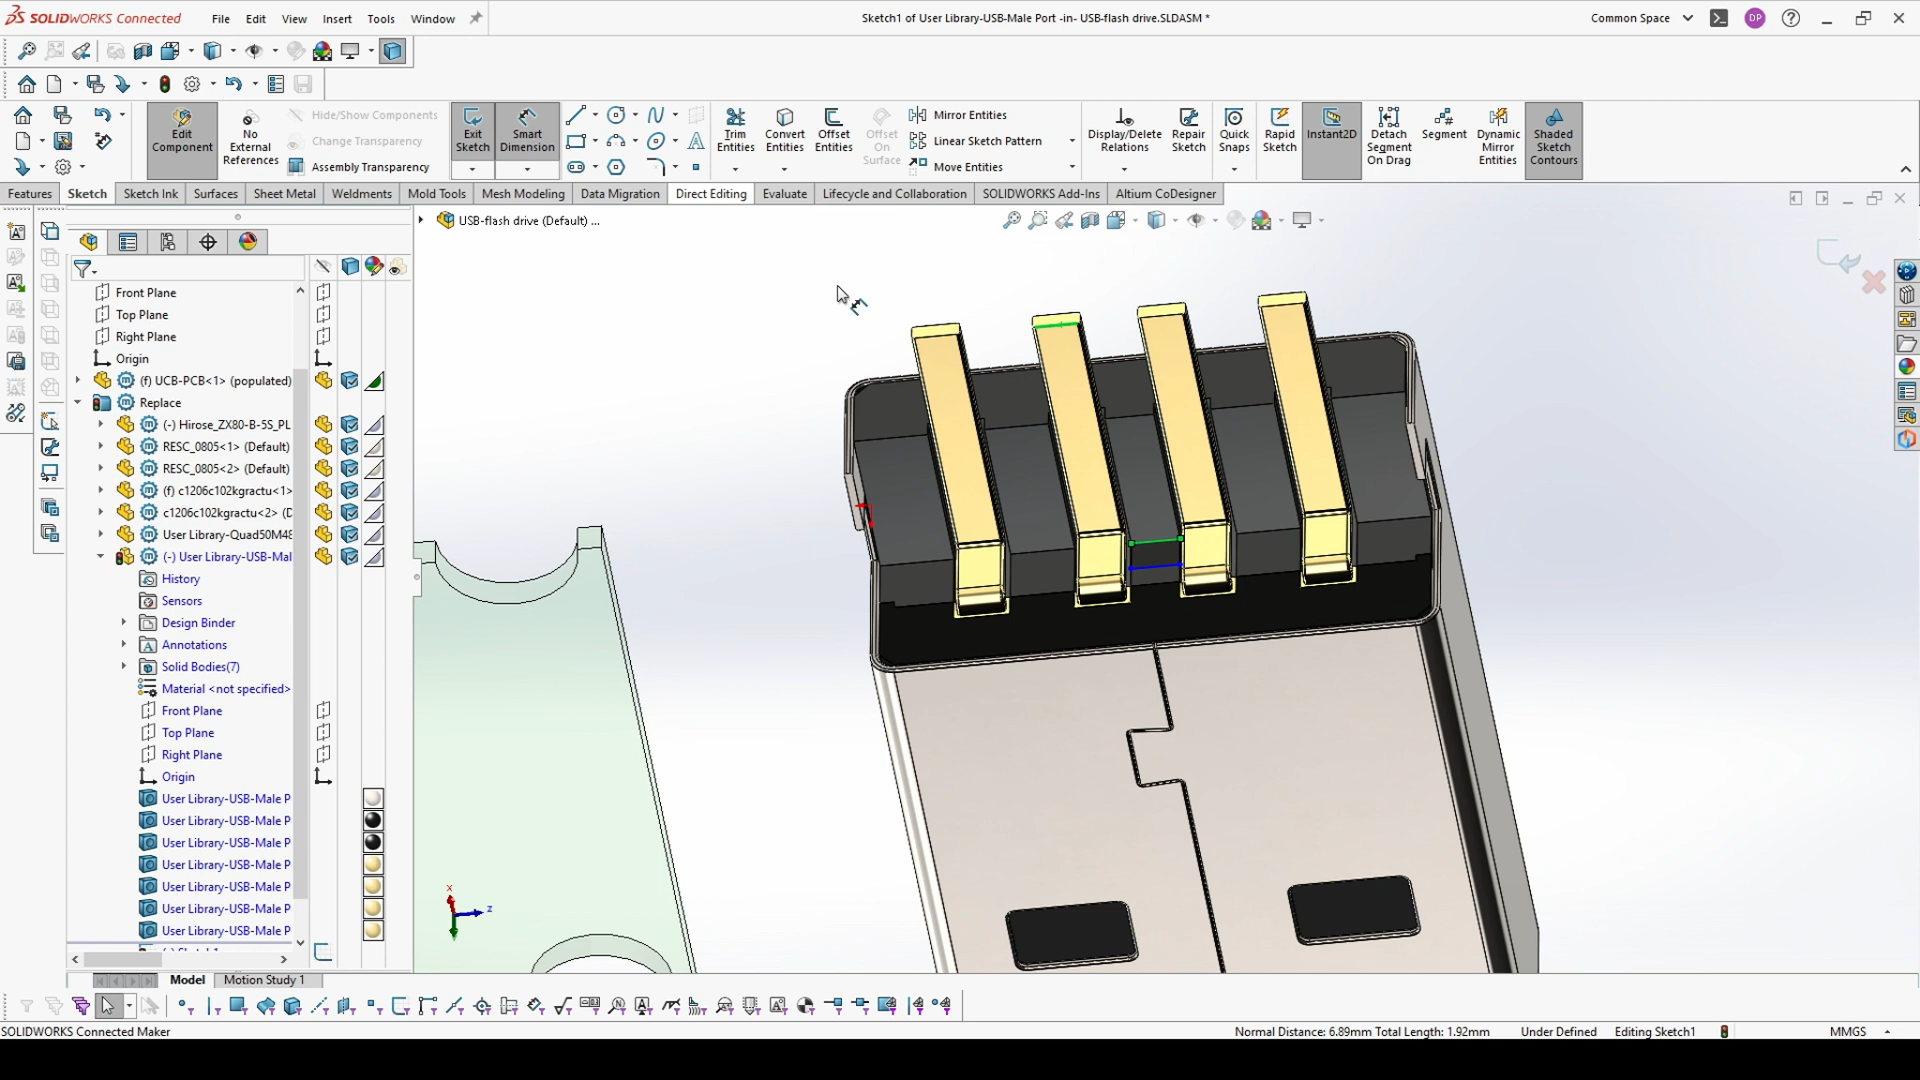 SOLIDWORKS Connected
File Edit View Insert Tools Window
Sketch1 of User Library-USB-Male Port -in- USB-flash drive.SLDASM *
Common Space
DP
Edit Component
No External References
Hide/Show Components
Change Transparency
Assembly Transparency
Exit Sketch
Smart Dimension
Trim Entities
Convert Entities
Offset Entities
Offset On Surface
Mirror Entities
Linear Sketch Pattern
Move Entities
Display/Delete Relations
Repair Sketch
Quick Snaps
Rapid Sketch
Instant2D
Detach Segment On Drag
Segment
Dynamic Mirror Entities
Shaded Sketch Contours
Features Sketch Sketch Ink Surfaces Sheet Metal Weldments Mold Tools Mesh Modeling Data Migration Direct Editing Evaluate Lifecycle and Collaboration SOLIDWORKS Add-Ins Altium CoDesigner
USB-flash drive (Default) ...
Front Plane
Top Plane
Right Plane
Origin
(f) UCB-PCB<1> (populated)
Replace
(-) Hirose_ZX80-B-5S_PL
RESC_0805<1> (Default)
RESC_0805<2> (Default)
(f) c1206c102kgractu<1>
c1206c102kgractu<2> (D
User Library-Quad50M48
(-) User Library-USB-Mal
History
Sensors
Design Binder
Annotations
Solid Bodies(7)
Material <not specified>
Front Plane
Top Plane
Right Plane
Origin
User Library-USB-Male P
User Library-USB-Male P
User Library-USB-Male P
User Library-USB-Male P
User Library-USB-Male P
User Library-USB-Male P
User Library-USB-Male P
x
z
Model Motion Study 1
SOLIDWORKS Connected Maker
Normal Distance: 6.89mm Total Length: 1.92mm Under Defined Editing Sketch1 MMGS